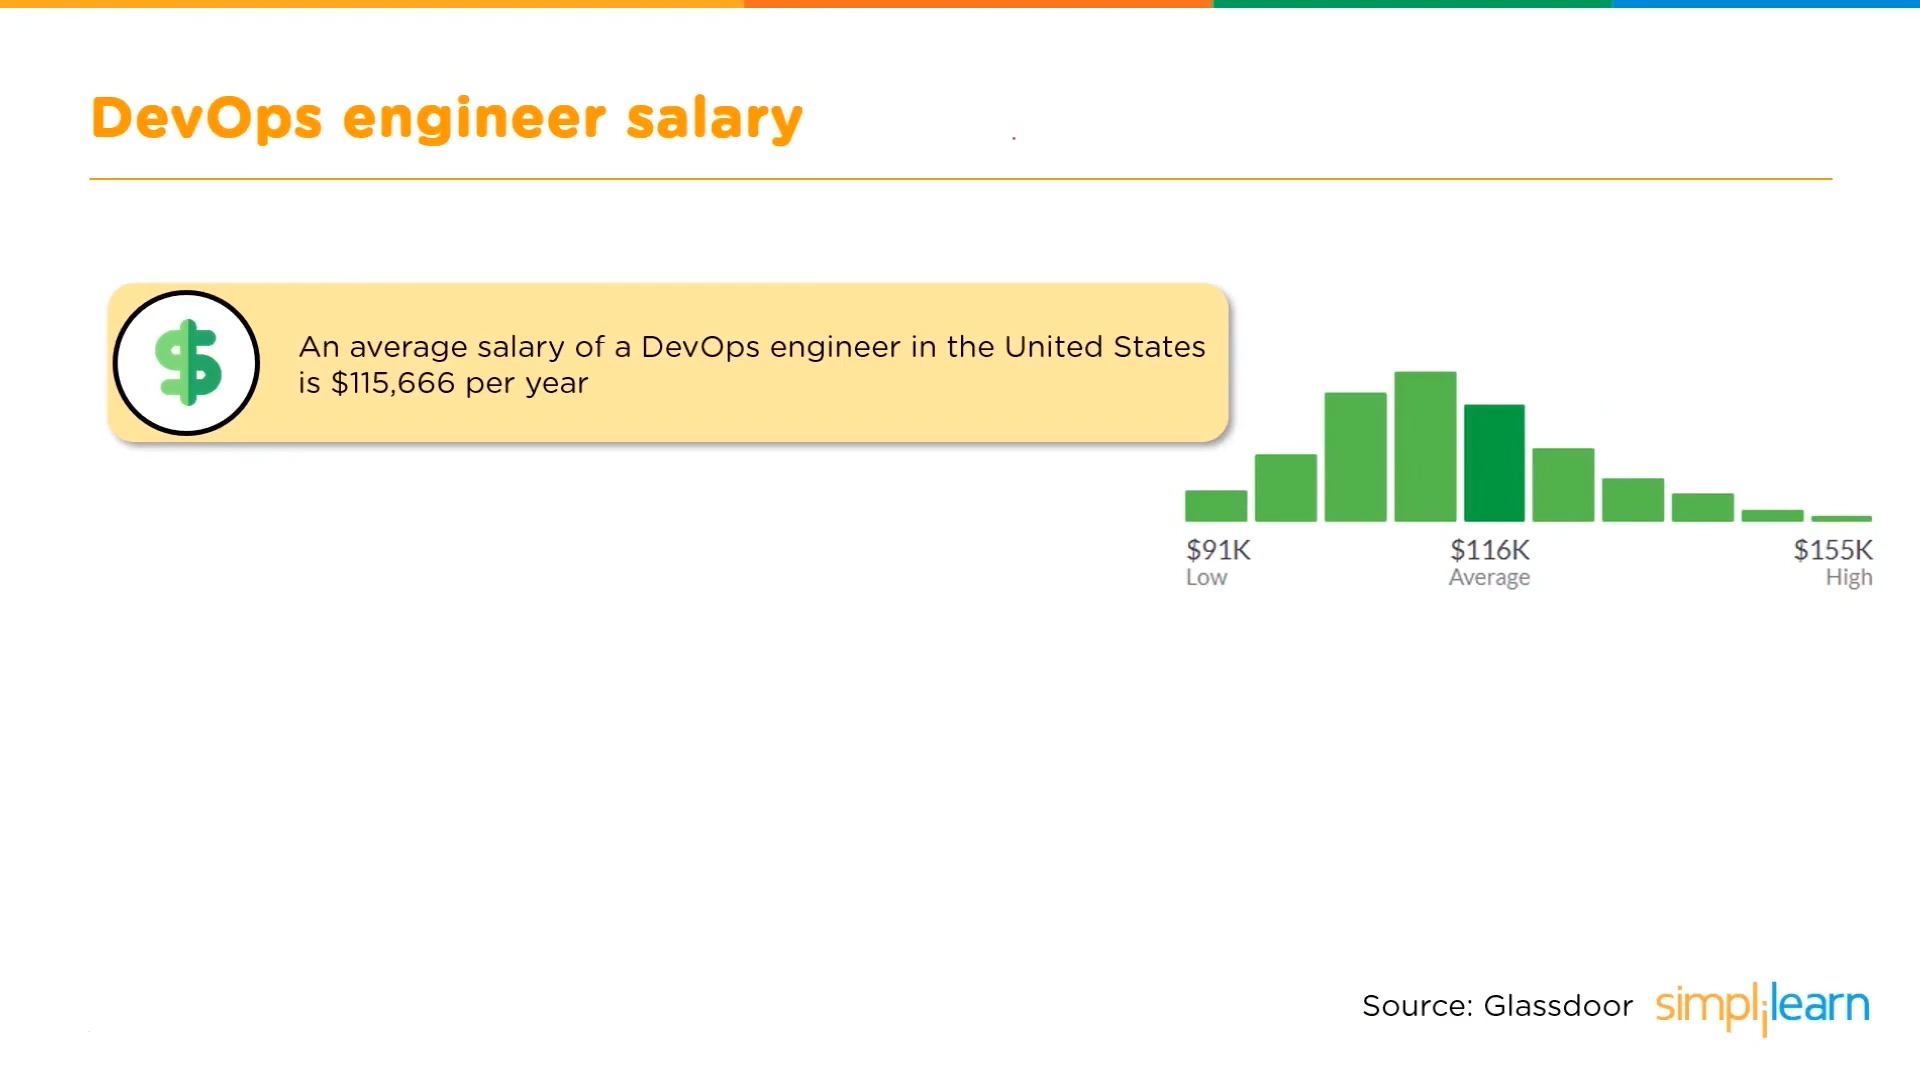 DevOps engineer salary
An average salary of a DevOps engineer in the United States
is $115,666 per year
$91K
Low
$116K
Average
$155K
High
Source: Glassdoor
simplilearn